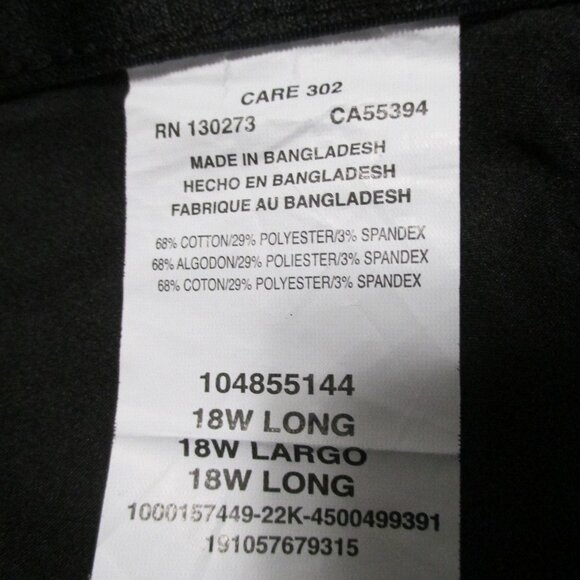 CARE 302
RN 130273 CA55394
MADE IN BANGLADESH
HECHO EN BANGLADESH
FABRIQUE AU BANGLADESH
68% COTTON/29% POLYESTER/3% SPANDEX
68% ALGODON/29% POLIESTER/3% SPANDEX
68% COTON/29% POLYESTER/3% SPANDEX
104855144
18W LONG
18W LARGO
18W LONG
1000157449-22K-4500499391
191057679315